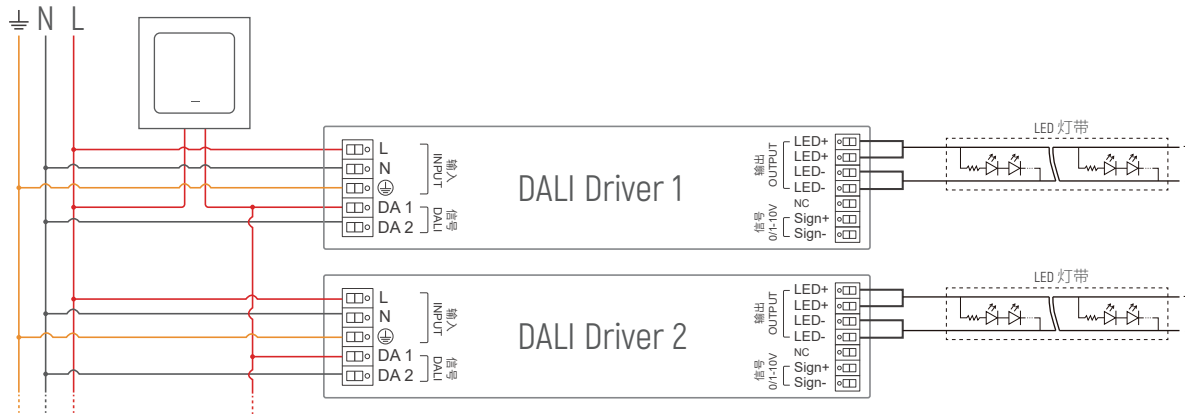 N L
LED 灯带
L
N
DA 1
DA 2
输入
INPUT
信号
DALI
DALI Driver 1
输出
OUTPUT
信号
0/1-10V
LED+
LED+
LED-
LED-
NC
Sign+
Sign-
LED 灯带
L
N
DA 1
DA 2
输入
INPUT
信号
DALI
DALI Driver 2
输出
OUTPUT
信号
0/1-10V
LED+
LED+
LED-
LED-
NC
Sign+
Sign-